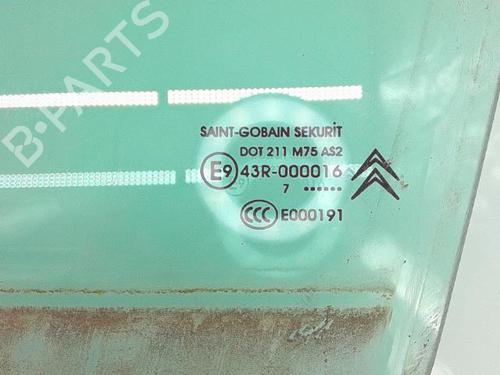 B-PARTS
SAINT-GOBAIN SEKURIT
DOT 211 M75 AS2
E9 43R-000016
7 ......
CCC E000191